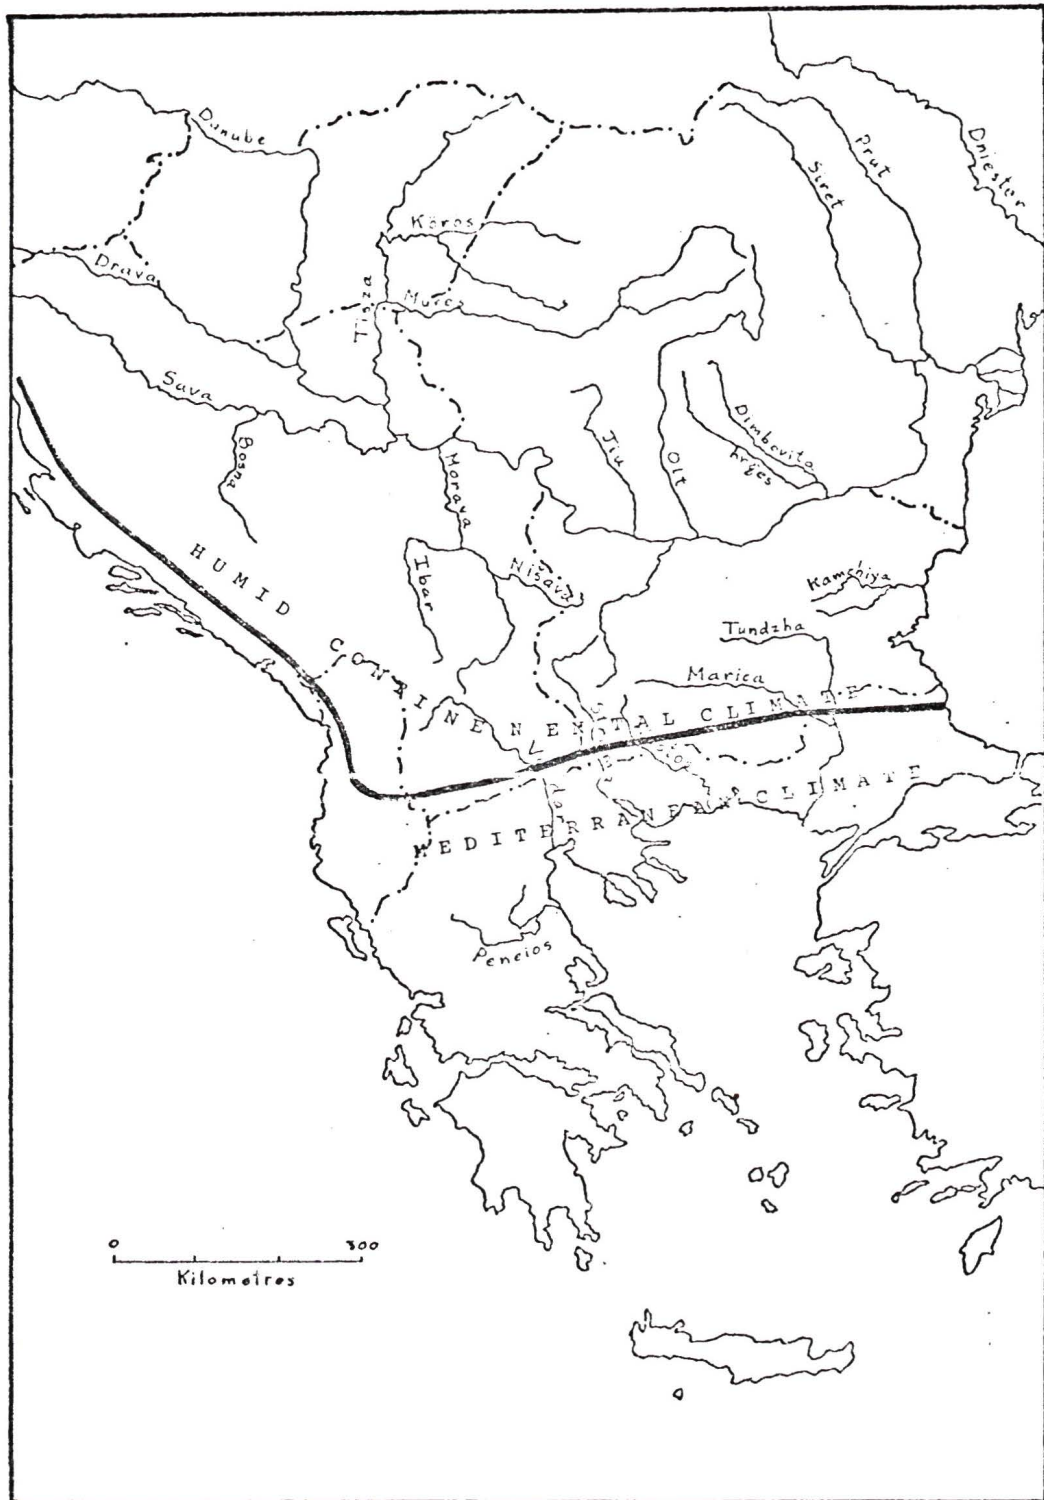 Danube
Dniester
Prut
Siret
Körös
Drava
Tisza
Mureş
Sava
Bosna
Morava
Jiu
Olt
Dimbovita
Argeş
HUMID CONTINENTAL CLIMATE
Ibar
Nišava
Kamchiya
Tundzha
Marica
MEDITERRANEAN CLIMATE
Peneios
0 300
Kilometres